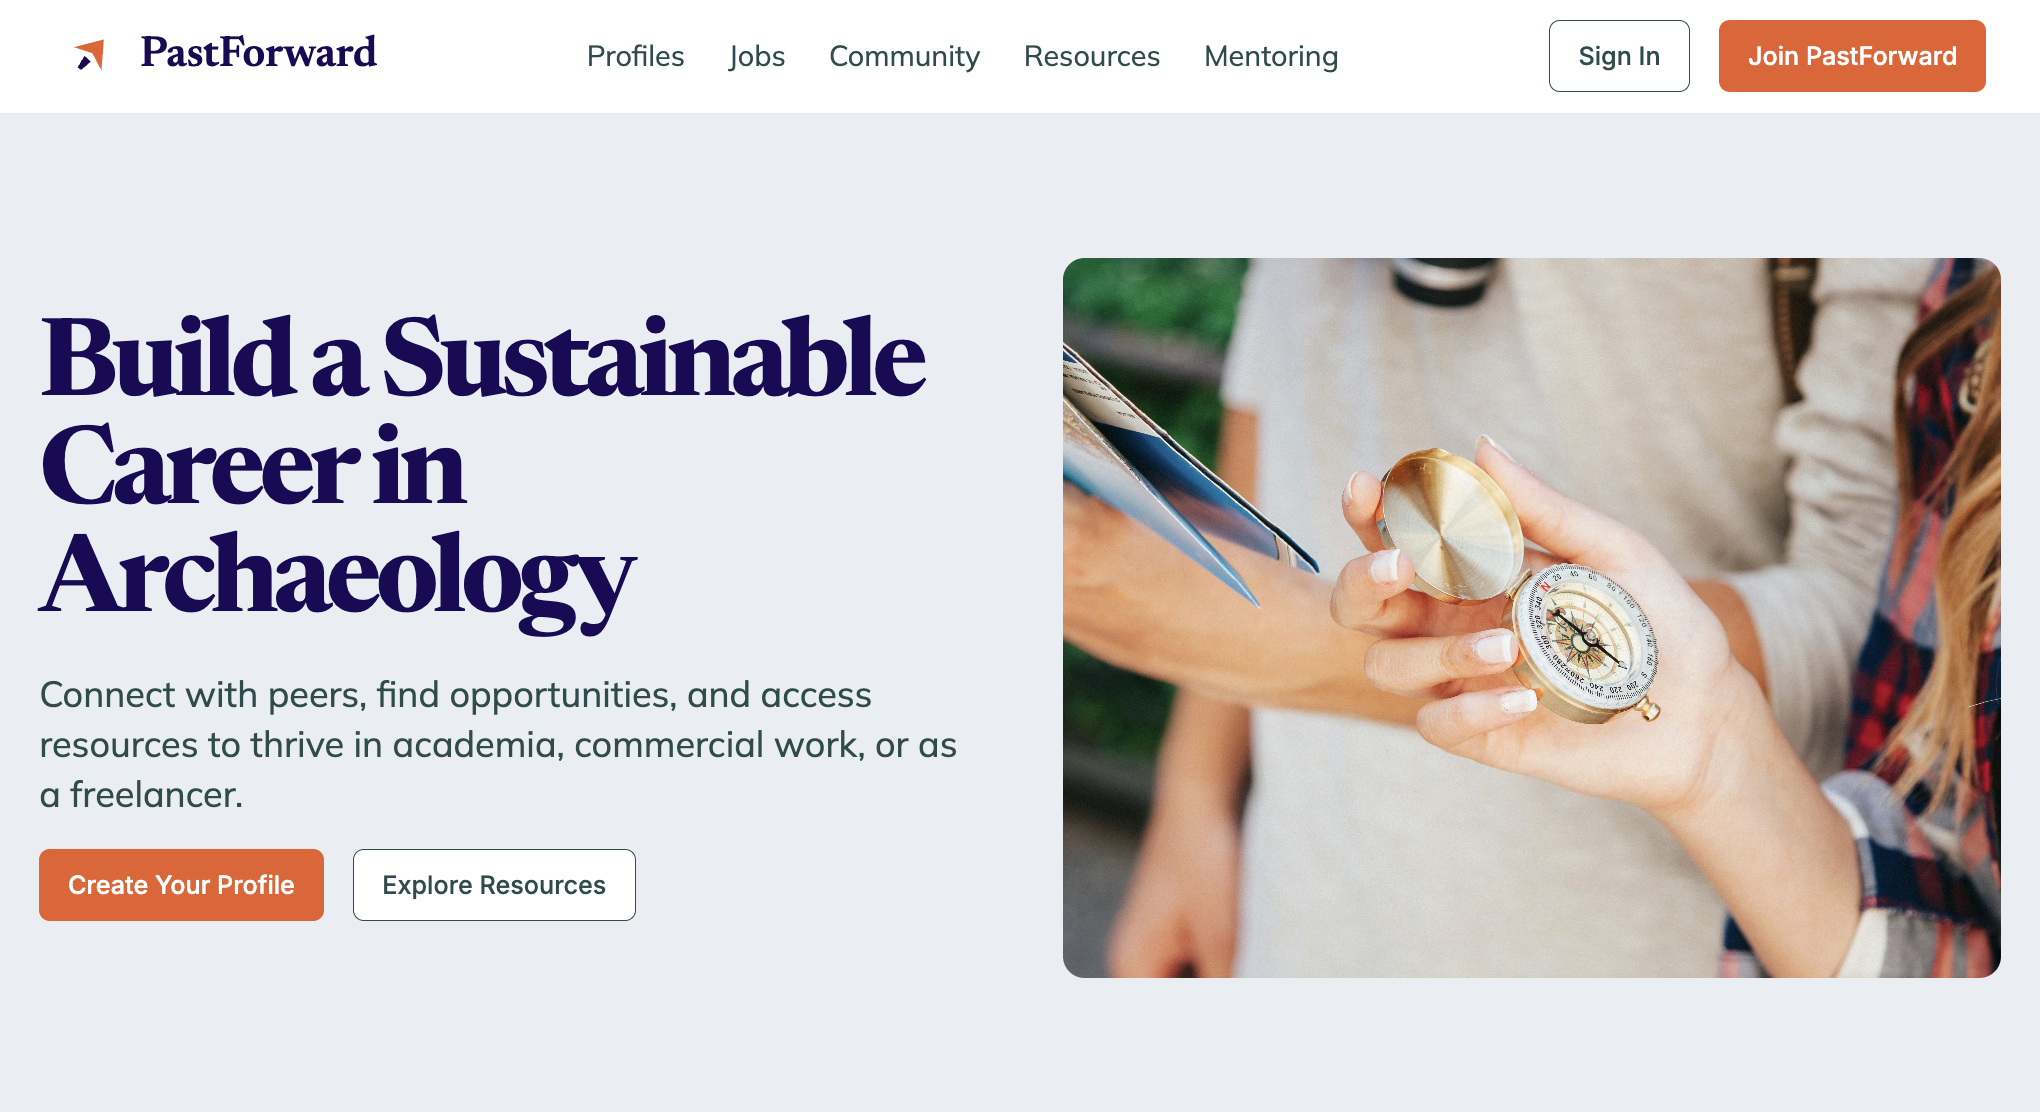 PastForward
Profiles
Jobs
Community
Resources
Mentoring
Sign In
Join PastForward
Build a Sustainable
Career in
Archaeology
Connect with peers, find opportunities, and access
resources to thrive in academia, commercial work, or as
a freelancer.
Create Your Profile
Explore Resources